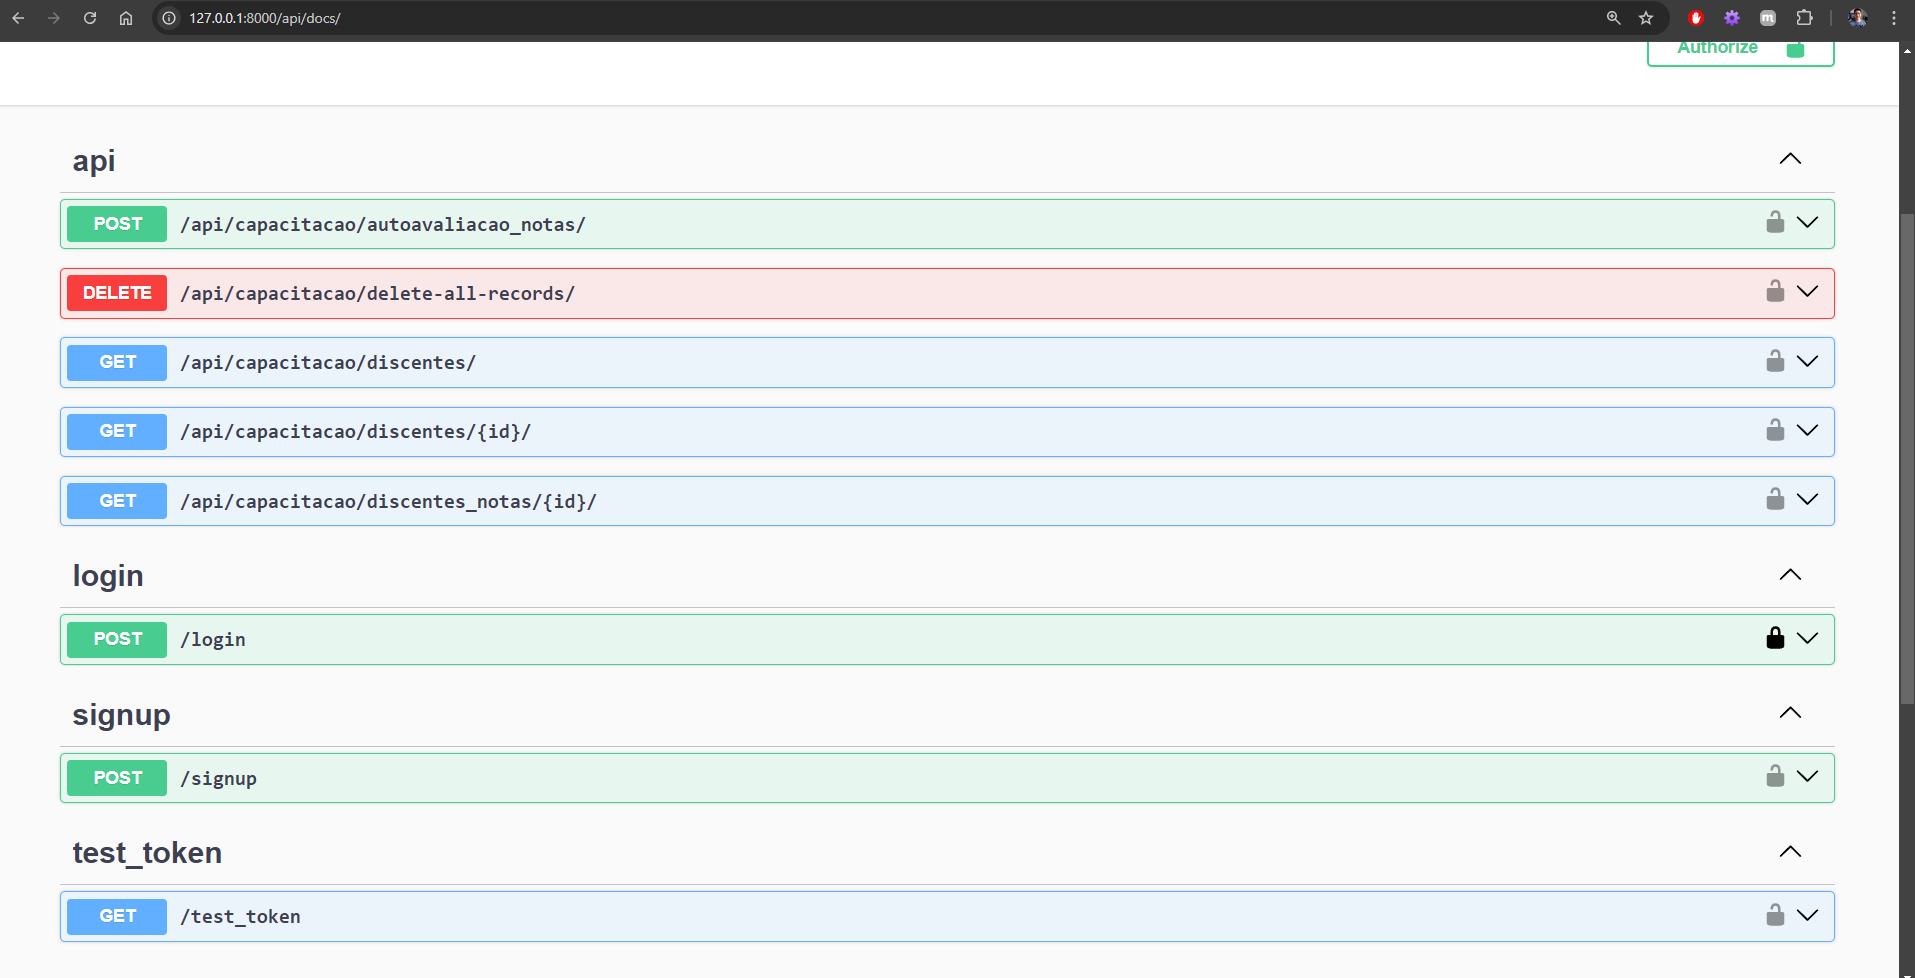 127.0.0.1:8000/api/docs/
Authorize
api
POST /api/capacitacao/autoavaliacao_notas/
DELETE /api/capacitacao/delete-all-records/
GET /api/capacitacao/discentes/
GET /api/capacitacao/discentes/{id}/
GET /api/capacitacao/discentes_notas/{id}/
login
POST /login
signup
POST /signup
test_token
GET /test_token